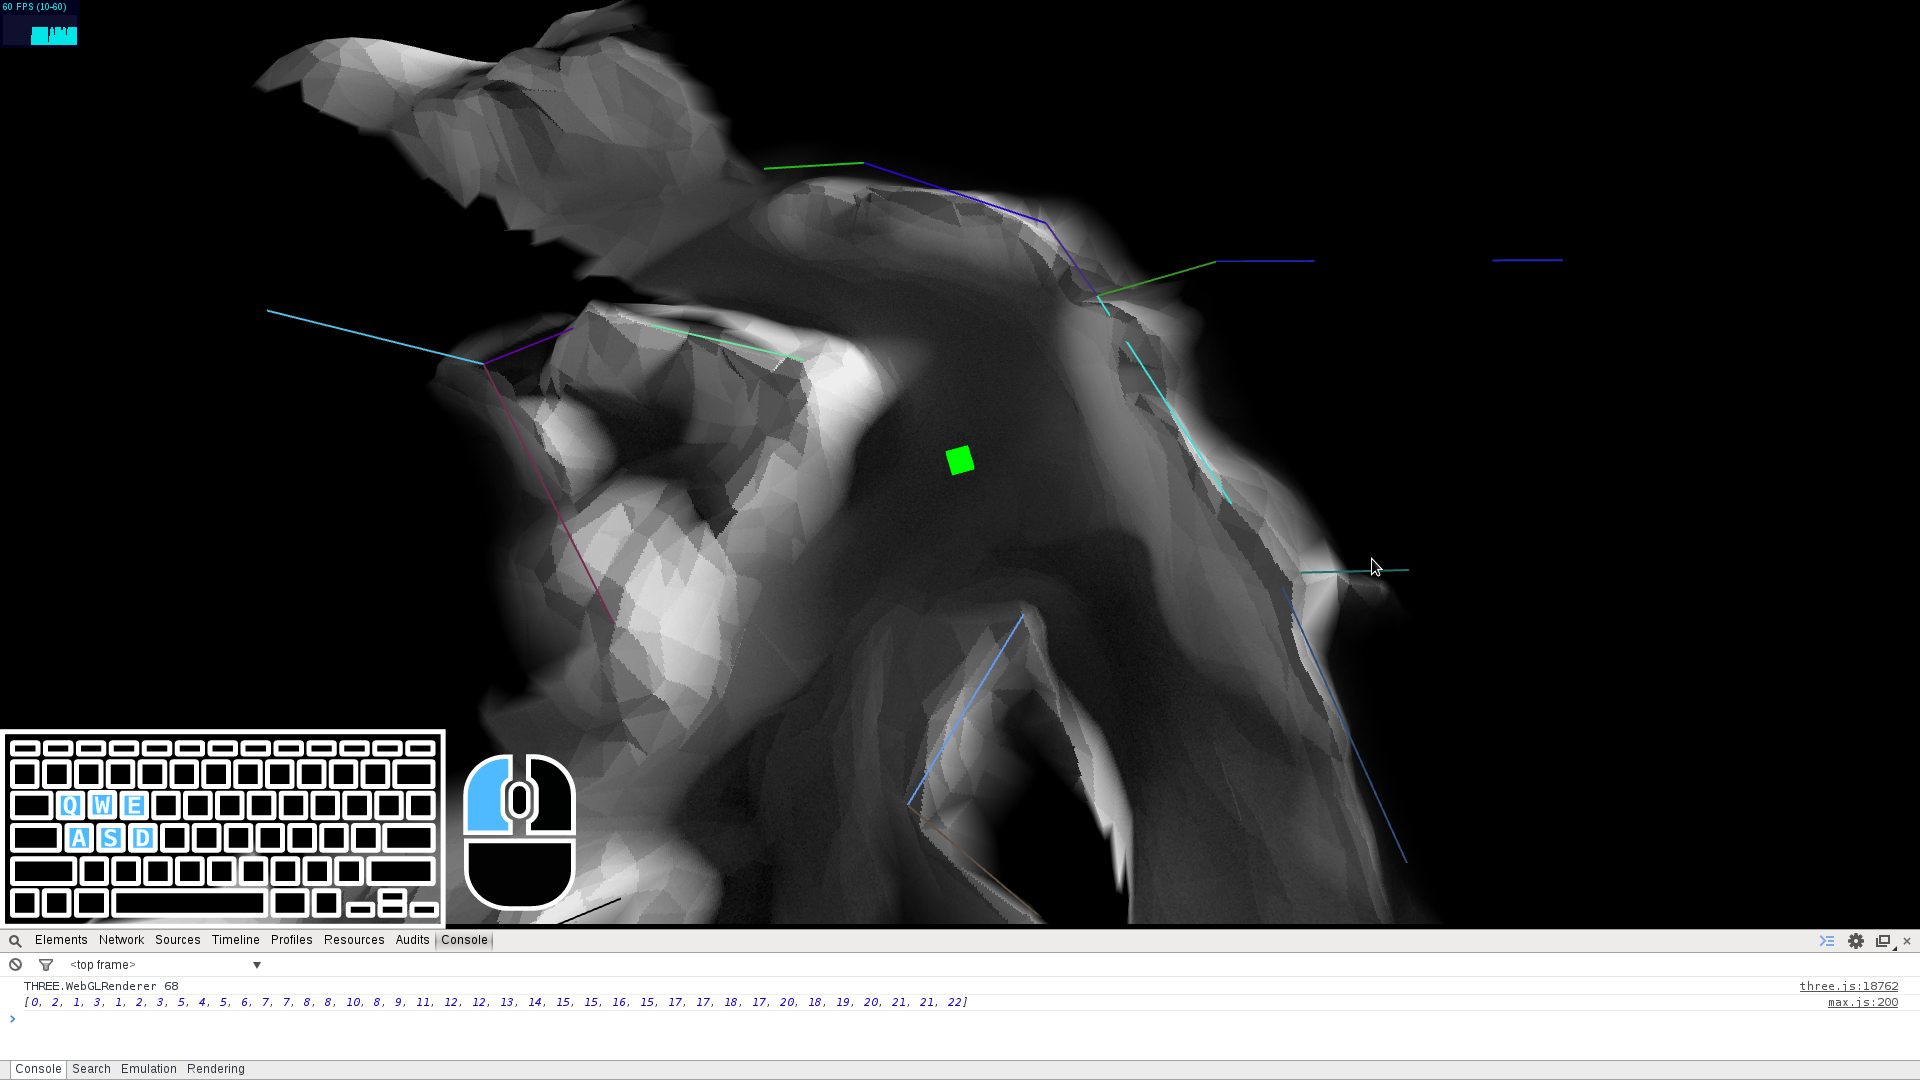 60 FPS (10-60)
Q W E
A S D
Elements Network Sources Timeline Profiles Resources Audits Console
<top frame>
THREE.WebGLRenderer 68 three.js:18762
[0, 2, 1, 3, 1, 2, 3, 5, 4, 5, 6, 7, 7, 8, 8, 10, 8, 9, 11, 12, 12, 13, 14, 15, 15, 16, 15, 17, 17, 18, 17, 20, 18, 19, 20, 21, 21, 22] max.js:200
Console Search Emulation Rendering